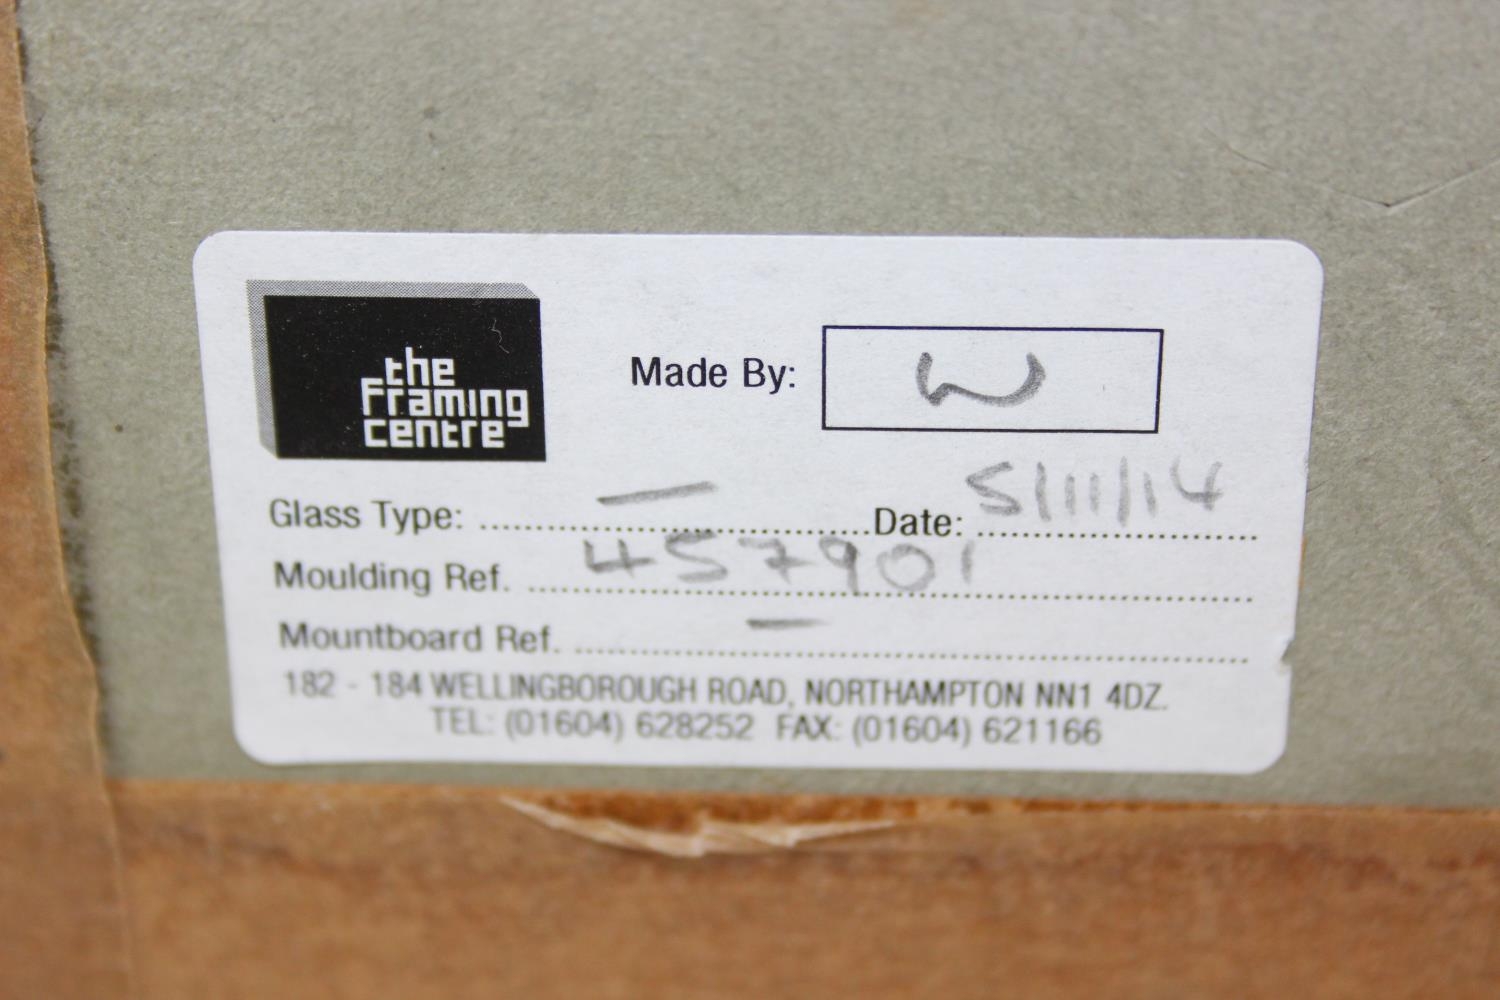 the
framing
centre
Made By: W
Glass Type: — Date: 5/11/14
Moulding Ref. 457901
Mountboard Ref. —
182 - 184 WELLINGBOROUGH ROAD, NORTHAMPTON NN1 4DZ.
TEL: (01604) 628252 FAX: (01604) 621166